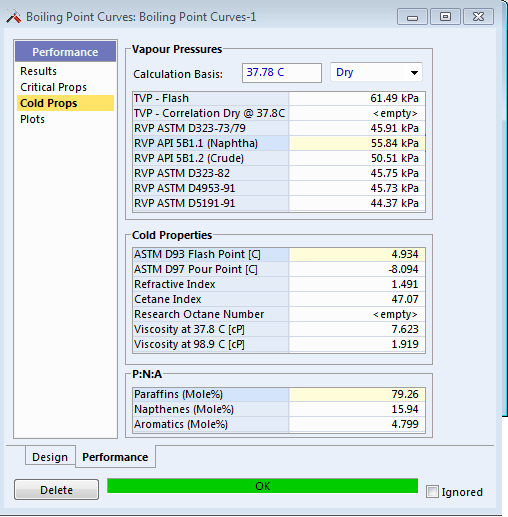 Boiling Point Curves: Boiling Point Curves-1
Performance
Results
Critical Props
Cold Props
Plots
Vapour Pressures
Calculation Basis: 37.78 C Dry
TVP - Flash 61.49 kPa
TVP - Correlation Dry @ 37.8C <empty>
RVP ASTM D323-73/79 45.91 kPa
RVP API 5B1.1 (Naphtha) 55.84 kPa
RVP API 5B1.2 (Crude) 50.51 kPa
RVP ASTM D323-82 45.75 kPa
RVP ASTM D4953-91 45.73 kPa
RVP ASTM D5191-91 44.37 kPa
Cold Properties
ASTM D93 Flash Point [C] 4.934
ASTM D97 Pour Point [C] -8.094
Refractive Index 1.491
Cetane Index 47.07
Research Octane Number <empty>
Viscosity at 37.8 C [cP] 7.623
Viscosity at 98.9 C [cP] 1.919
P:N:A
Paraffins (Mole%) 79.26
Napthenes (Mole%) 15.94
Aromatics (Mole%) 4.799
Design Performance
Delete OK Ignored